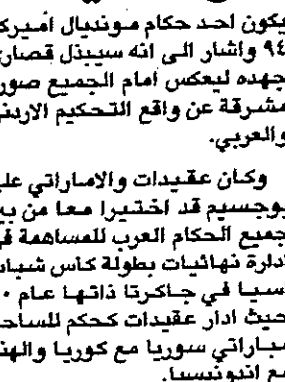 يكون احد حكام مونديال أميركا
٩٤ واشار الى انه سيبذل قصارى
جهده ليعكس امام الجميع صورة
مشرقة عن واقع التحكيم الاردني
والعربي.
وكان عقيدات والاماراتي علي
بوجسيم قد اختيرا معا من بين
جميع الحكام العرب للمساهمة في
ادارة نهائيات بطولة كاس شباب
اسيا في جاكرتا ذاتها عام
حيث ادار عقيدات كحكم للساحة
مباراتي سوريا مع كوريا والهند
مع اندونيسيا.